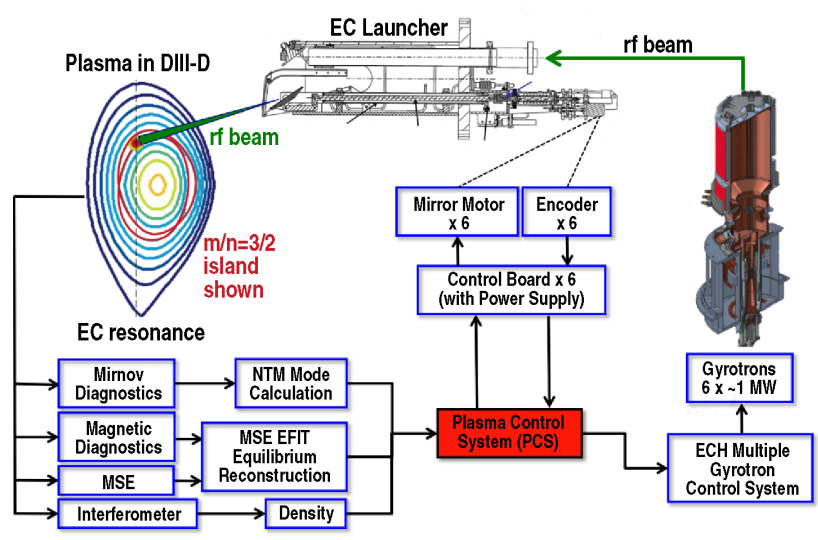 EC Launcher
rf beam
Plasma in DIII-D
rf beam
m/n=3/2
island
shown
EC resonance
Mirror Motor
x 6
Encoder
x 6
Control Board x 6
(with Power Supply)
Mirnov
Diagnostics
NTM Mode
Calculation
Magnetic
Diagnostics
MSE EFIT
Equilibrium
Reconstruction
MSE
Interferometer
Density
Plasma Control
System (PCS)
Gyrotrons
6 x ~1 MW
ECH Multiple
Gyrotron
Control System